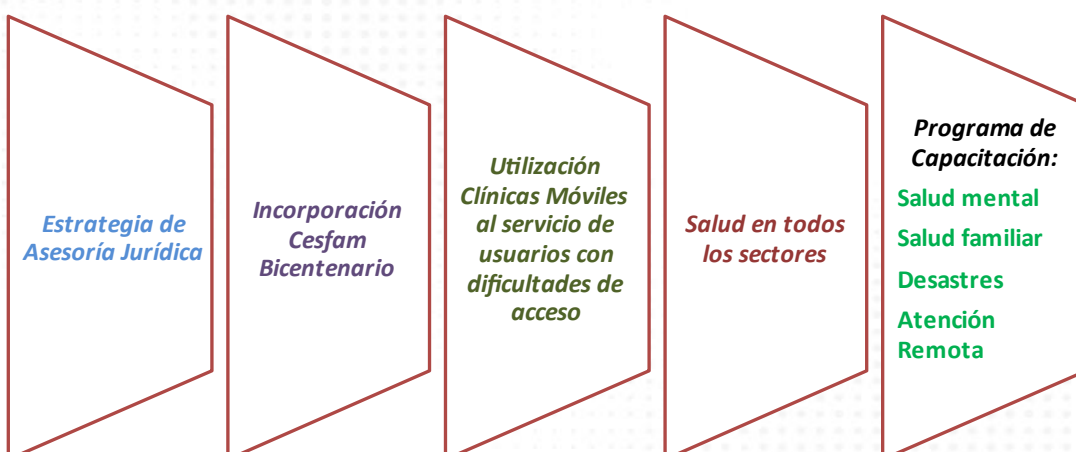 Estrategia de
Asesoría Jurídica
Incorporación
Cesfam
Bicentenario
Utilización
Clínicas Móviles
al servicio de
usuarios con
dificultades de
acceso
Salud en todos
los sectores
Programa de
Capacitación:
Salud mental
Salud familiar
Desastres
Atención
Remota